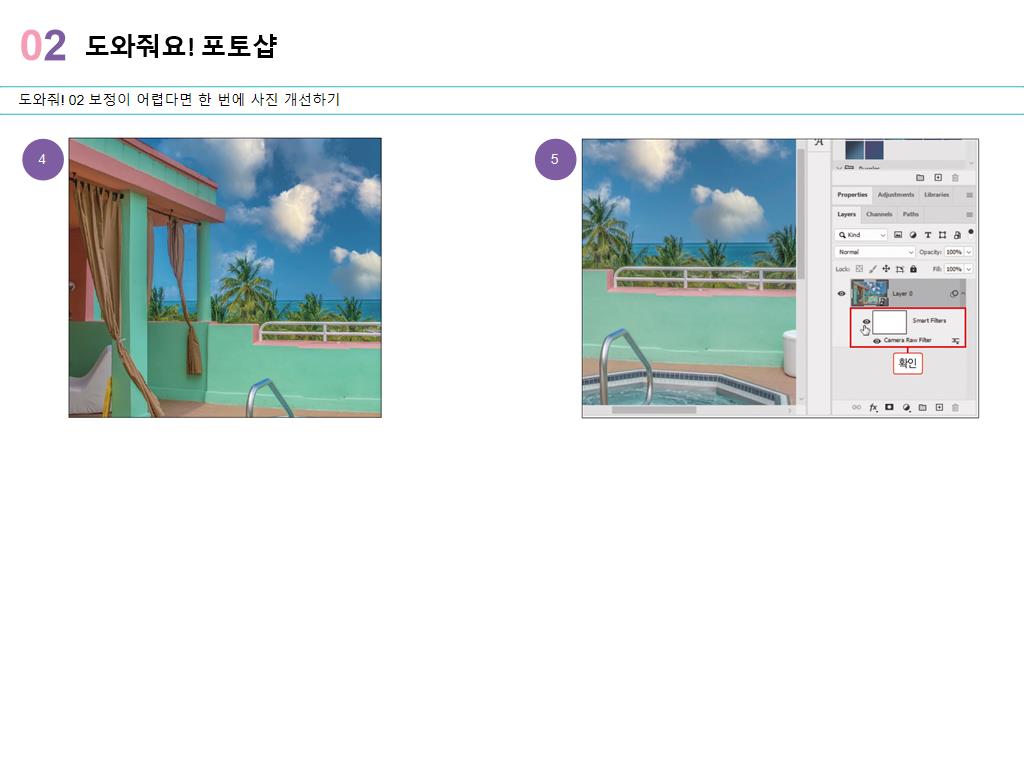 02 도와줘요! 포토샵
도와줘! 02 보정이 어렵다면 한 번에 사진 개선하기
4
5
A
Properties Adjustments Libraries
Layers Channels Paths
Kind
Normal Opacity: 100%
Lock: Fill: 100%
Layer 0
Smart Filters
Camera Raw Filter
확인
fx